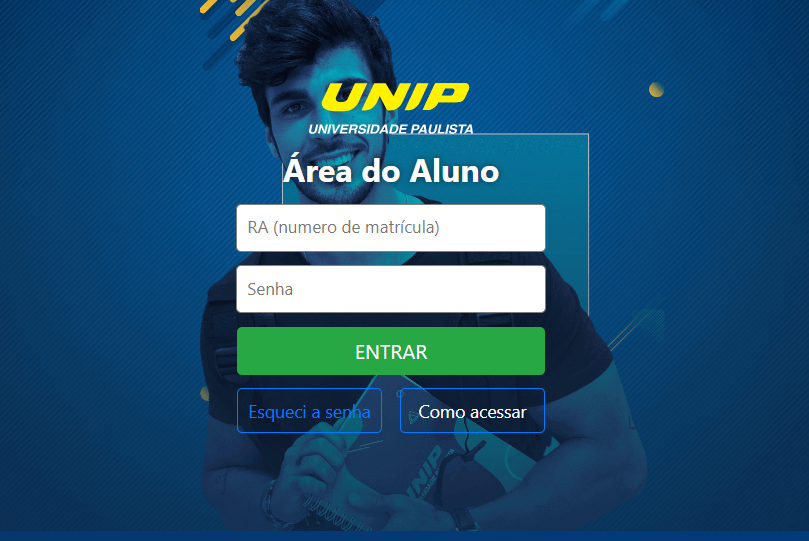 UNIP
UNIVERSIDADE PAULISTA
Área do Aluno
RA (numero de matrícula)
Senha
ENTRAR
Esqueci a senha
Como acessar
UNIP